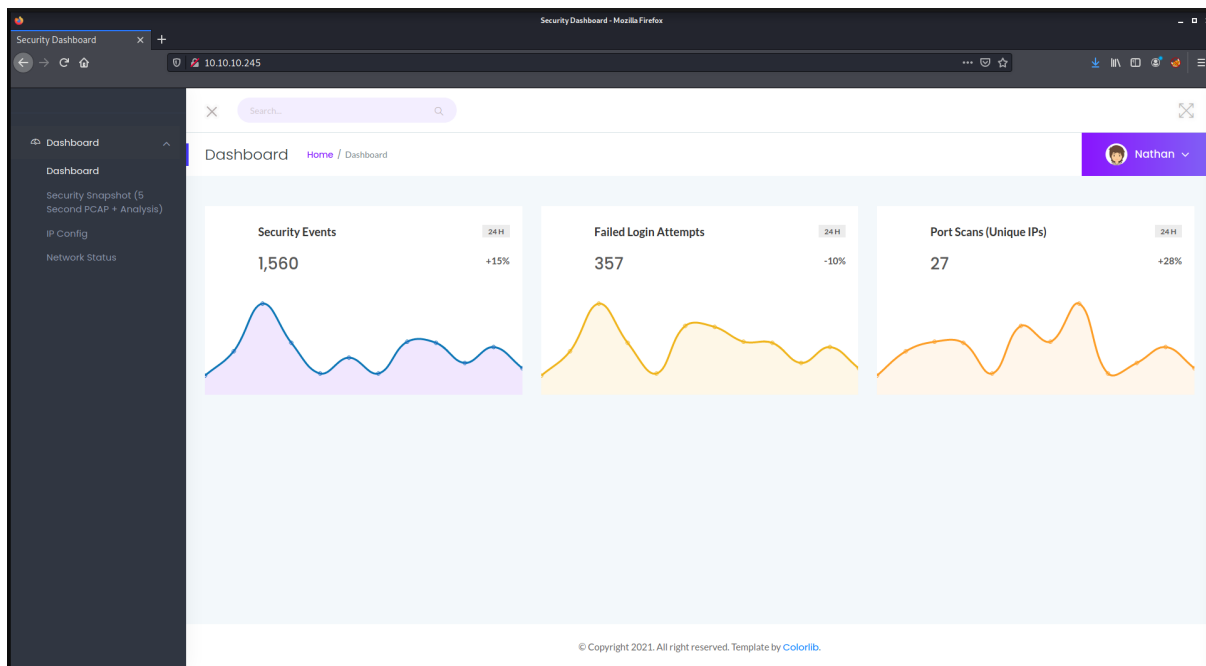 Security Dashboard - Mozilla Firefox
Security Dashboard
10.10.10.245
Search...
Dashboard
Dashboard
Security Snapshot (5
Second PCAP + Analysis)
IP Config
Network Status
Dashboard Home / Dashboard
Nathan
Security Events 24 H
1,560 +15%
Failed Login Attempts 24 H
357 -10%
Port Scans (Unique IPs) 24 H
27 +28%
© Copyright 2021. All right reserved. Template by Colorlib.